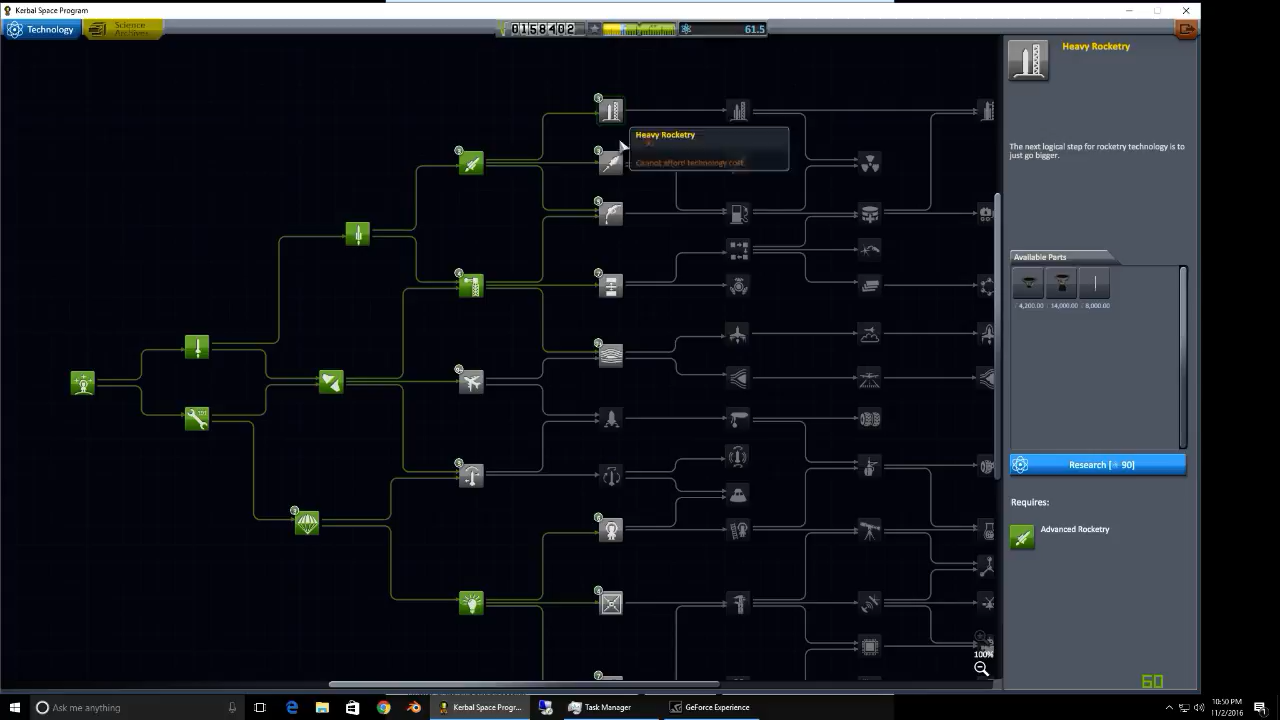 Kerbal Space Program
Technology
Science
Archives
0158402
61.5
Heavy Rocketry
The next logical step for rocketry technology is to
just go bigger.
Heavy Rocketry
90
Cannot afford technology cost.
Available Parts
4,200.00 14,000.00 8,000.00
Research [ 90]
Requires:
Advanced Rocketry
100%
60
Ask me anything
Kerbal Space Progr...
Task Manager
GeForce Experience
10:50 PM
11/2/2016